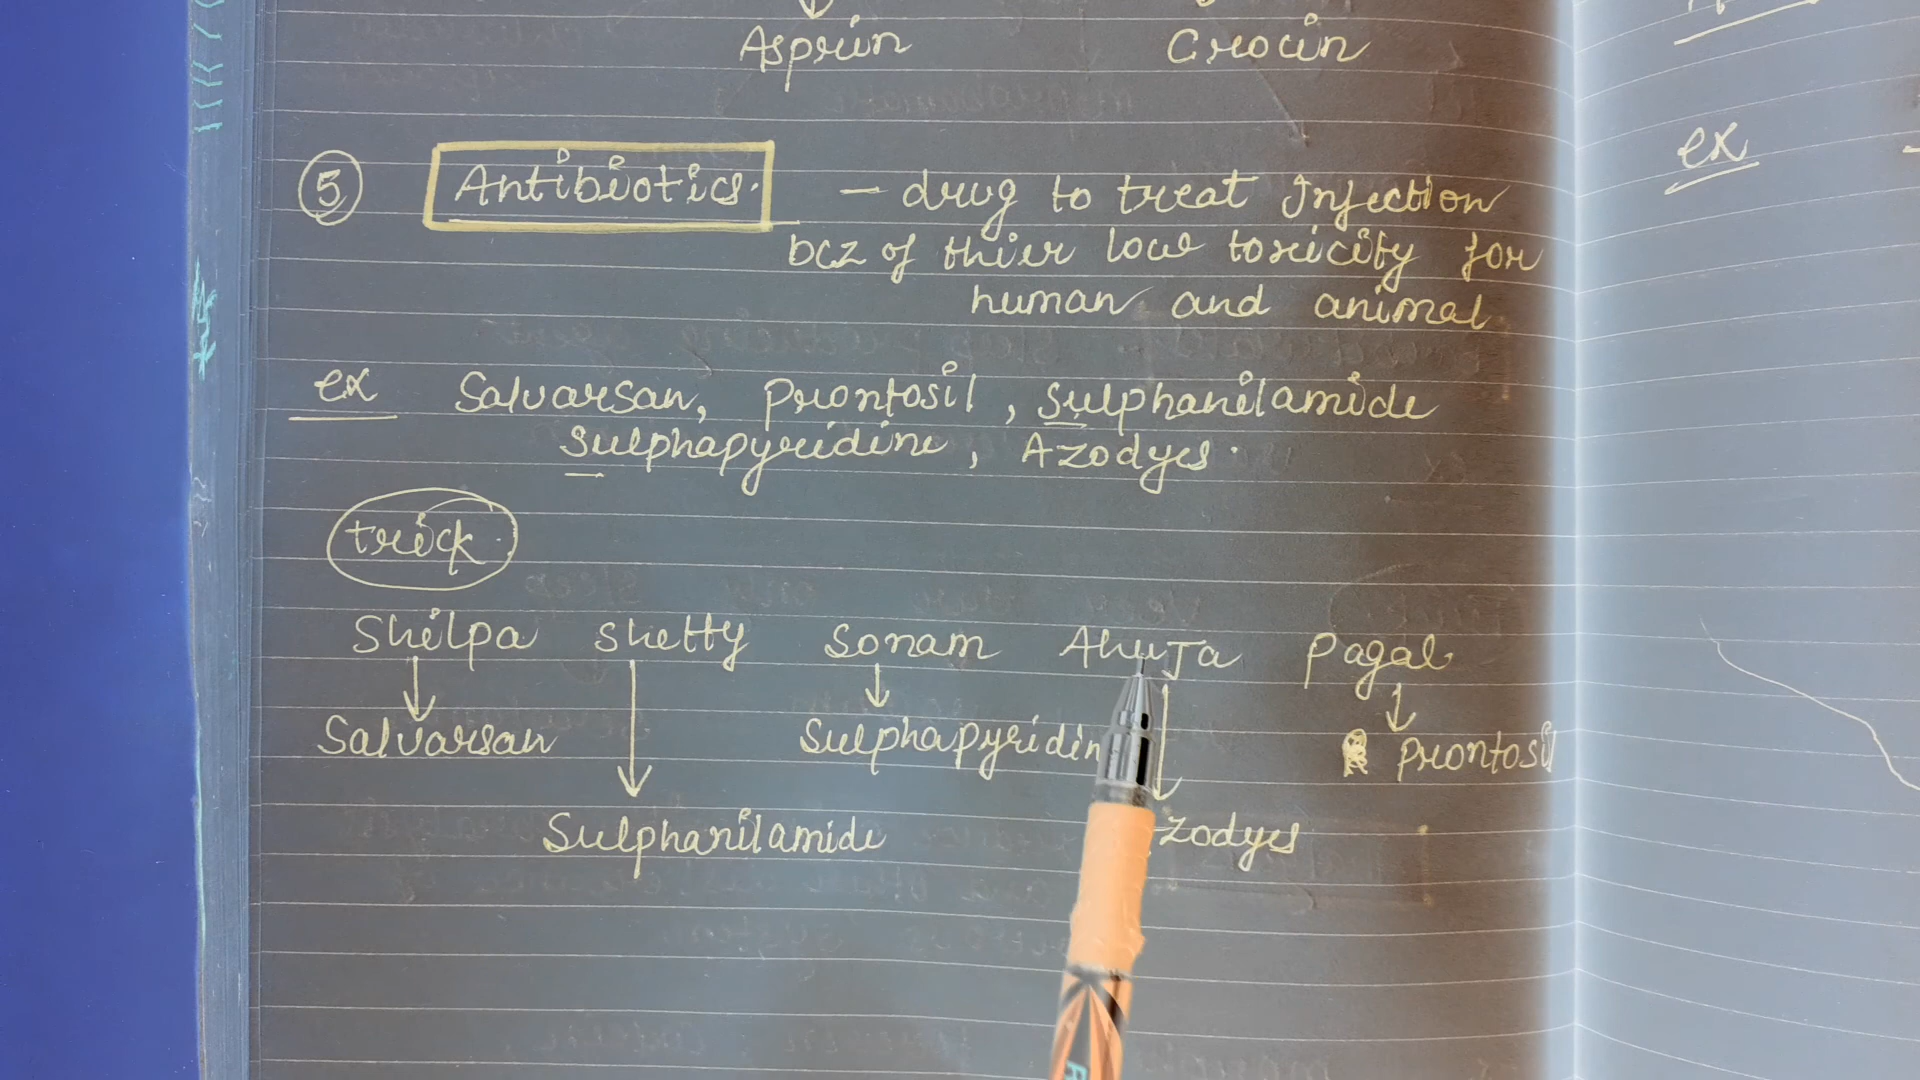 Asprin Crocin
⑤ Antibiotics. – drug to treat Infection
bcz of thier low toxicity for
human and animal
ex Salvarsan, Prontosil, Sulphanilamide
Sulphapyridine, Azodyes.
trick.
Shilpa Shetty Sonam AhuJa Pagal
Salvarsan Sulphapyridin Prontosil
Sulphanilamide zodyes
ex